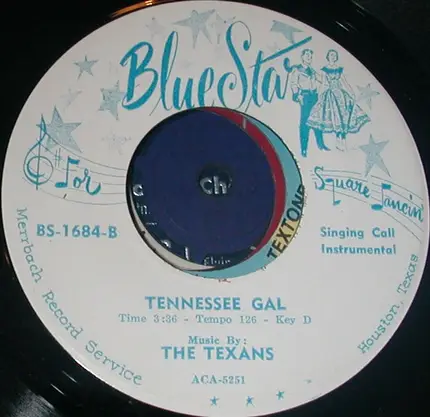 Blue Star
For Square Dancin'
BS-1684-B
Singing Call
Instrumental
ch
TEXTONE
TENNESSEE GAL
Time 3:36 - Tempo 126 - Key D
Music By:
THE TEXANS
ACA-5251
Merrbach Record Service
Houston, Texas